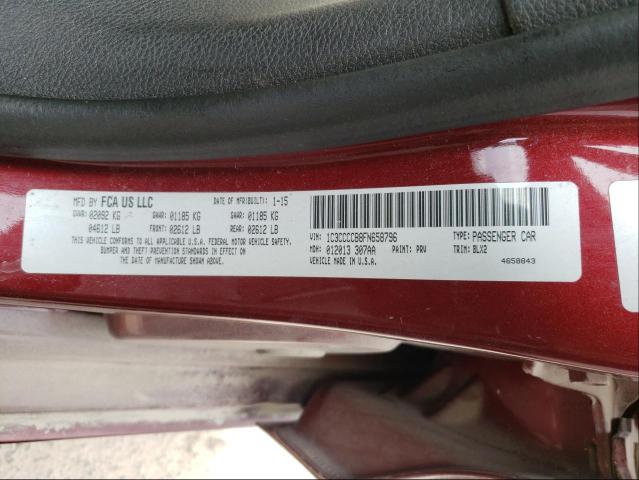 MFD BY FCA US LLC DATE OF MFR(BUILT): 1-15
GVWR: 02092 KG GAWR: 01185 KG GAWR: 01185 KG
04612 LB FRONT: 02612 LB REAR: 02612 LB
THIS VEHICLE CONFORMS TO ALL APPLICABLE U.S.A. FEDERAL MOTOR VEHICLE SAFETY,
BUMPER AND THEFT PREVENTION STANDARDS IN EFFECT ON
THE DATE OF MANUFACTURE SHOWN ABOVE.
VIN: 1C3CCCCB8FN658796 TYPE: PASSENGER CAR
MDH: 012013 307AA PAINT: PRV TRIM: BLX2
VEHICLE MADE IN U.S.A. 4658843